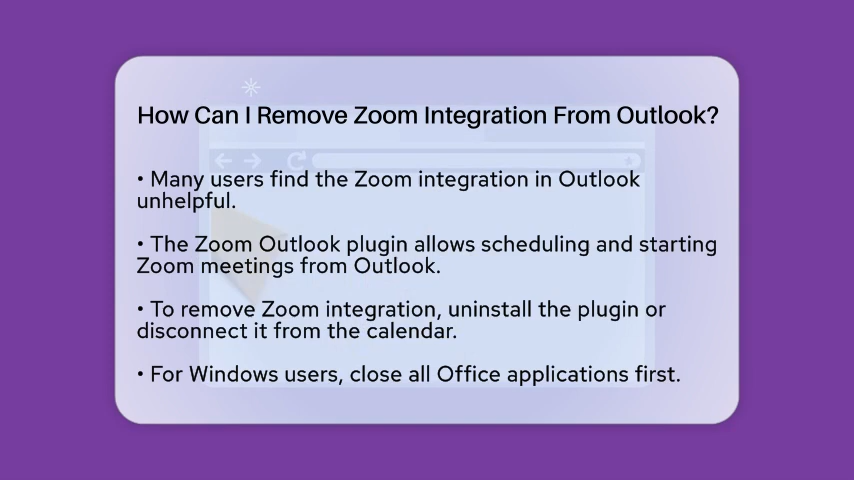 How Can I Remove Zoom Integration From Outlook?
• Many users find the Zoom integration in Outlook
unhelpful.
• The Zoom Outlook plugin allows scheduling and starting
Zoom meetings from Outlook.
• To remove Zoom integration, uninstall the plugin or
disconnect it from the calendar.
• For Windows users, close all Office applications first.